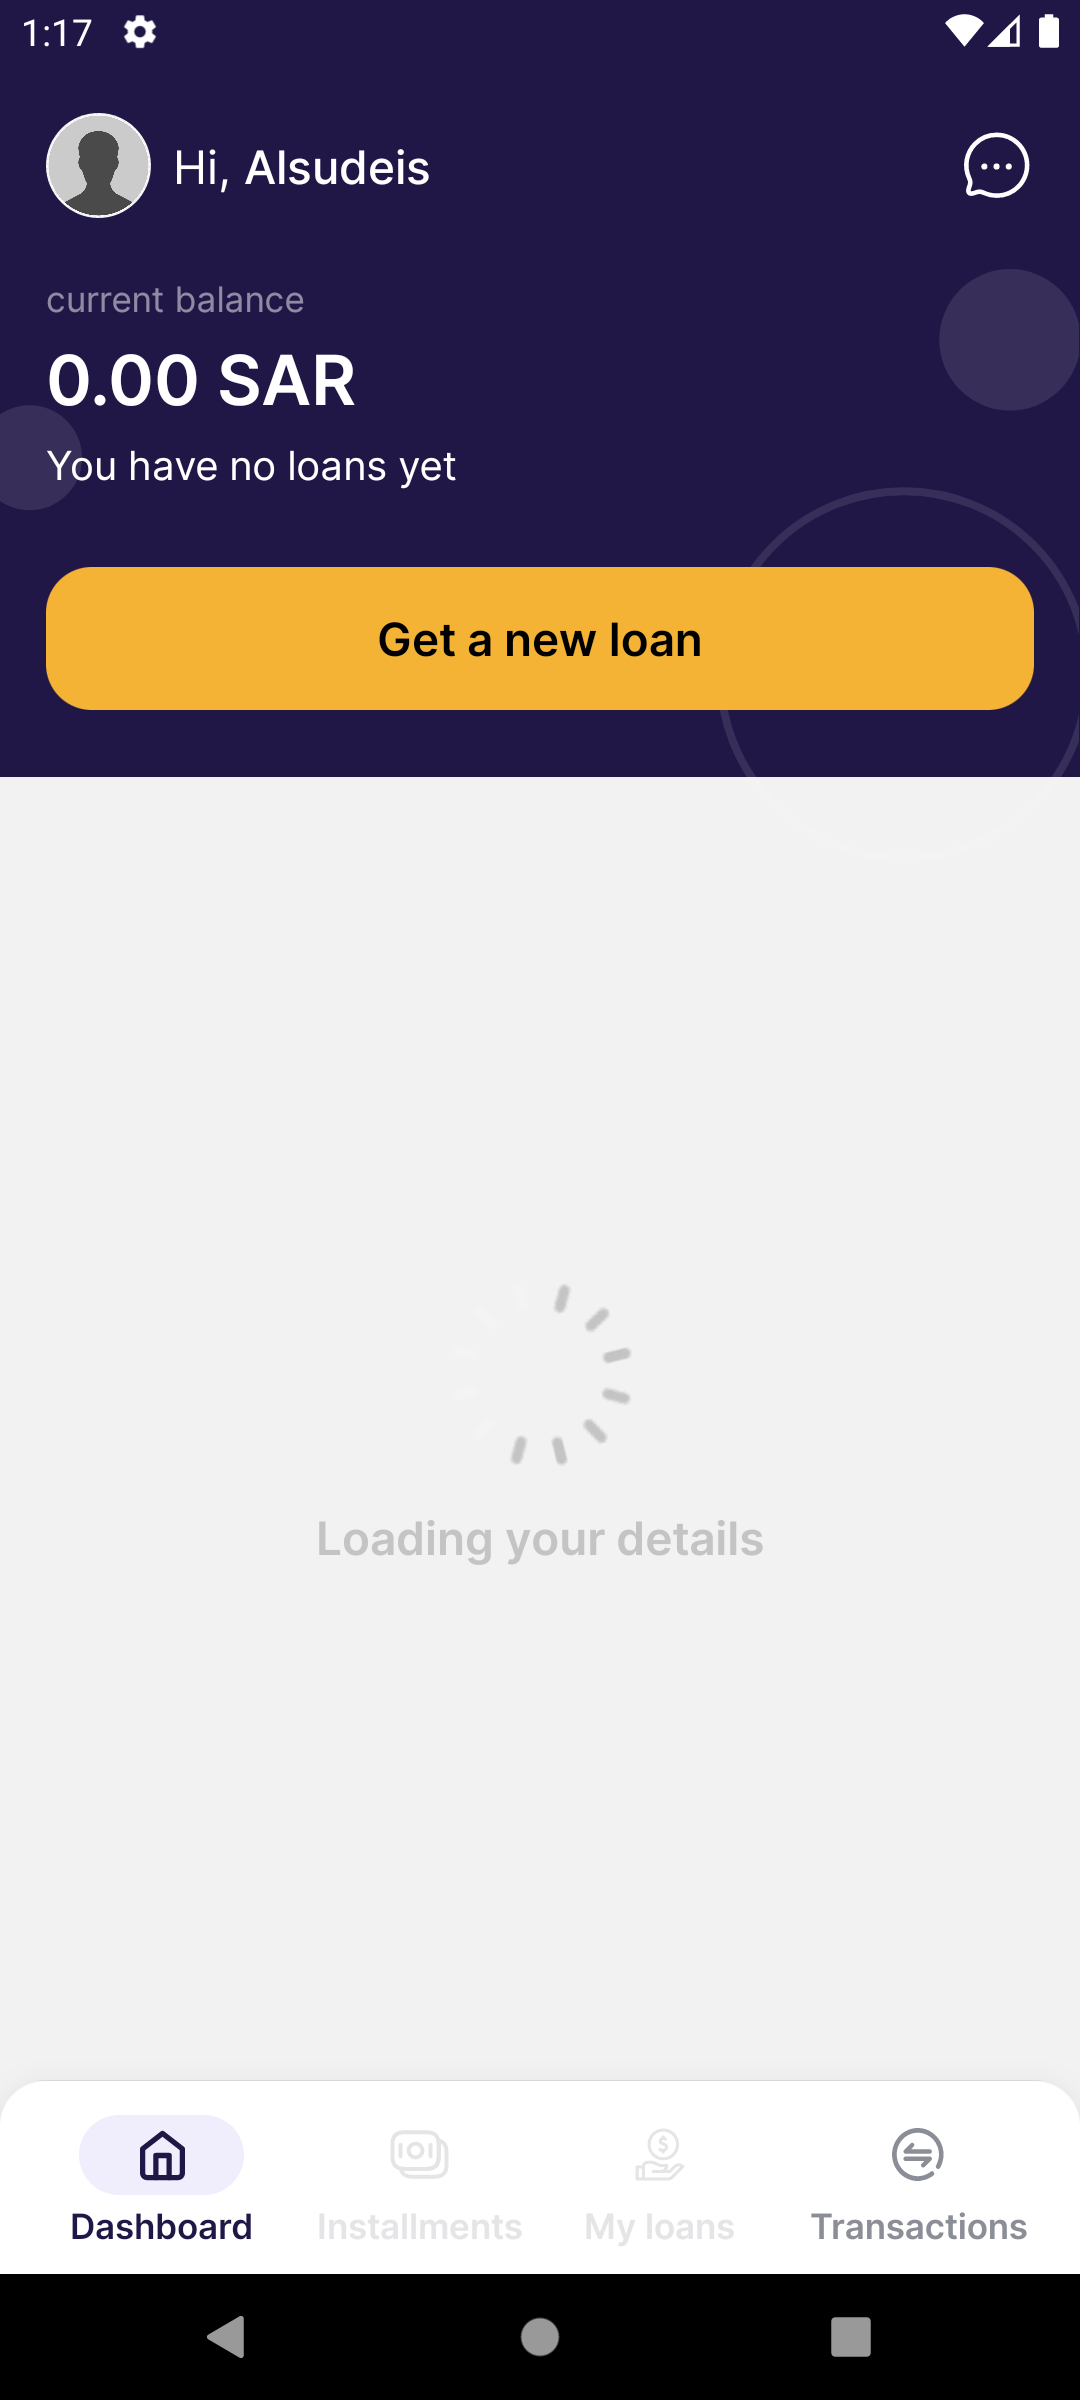 1:17
Hi, Alsudeis
current balance
0.00 SAR
You have no loans yet
Get a new loan
Loading your details
Dashboard
Installments
My loans
Transactions